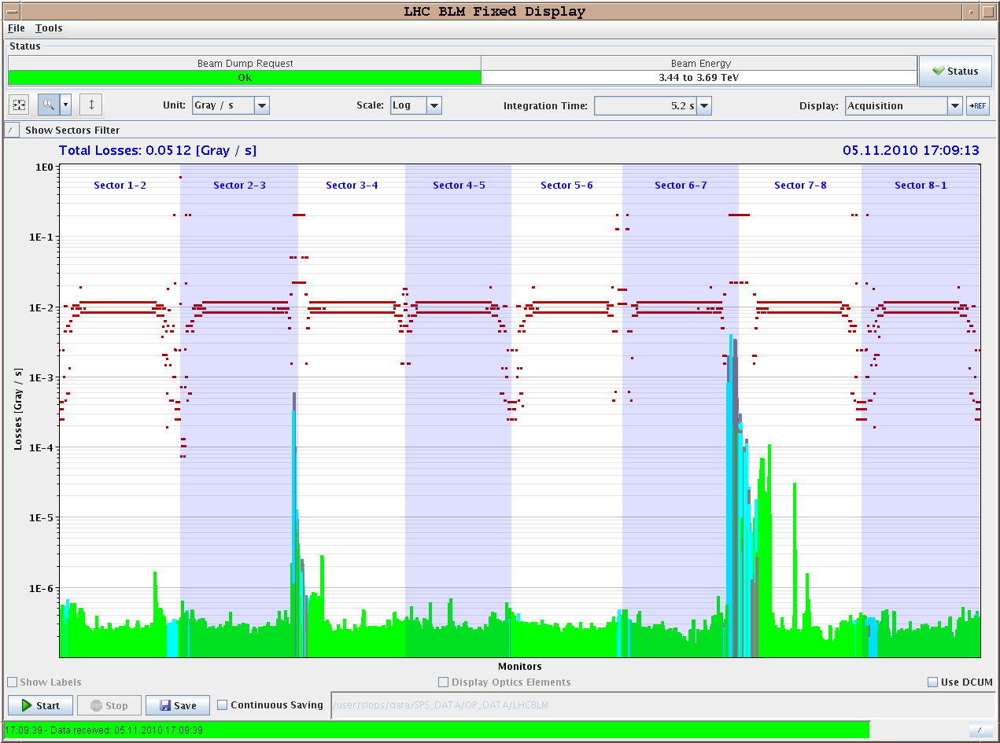 LHC BLM Fixed Display
File Tools
Status
Beam Dump Request Beam Energy
Ok 3.44 to 3.69 TeV Status
Unit: Gray / s Scale: Log Integration Time: 5.2 s Display: Acquisition →REF
Show Sectors Filter
Total Losses: 0.0512 [Gray / s] 05.11.2010 17:09:13
1E0
Sector 1-2 Sector 2-3 Sector 3-4 Sector 4-5 Sector 5-6 Sector 6-7 Sector 7-8 Sector 8-1
1E-1
1E-2
1E-3
Losses [Gray / s]
1E-4
1E-5
1E-6
Monitors
Show Labels Display Optics Elements Use DCUM
Start Stop Save Continuous Saving /user/slops/data/SPS_DATA/OP_DATA/LHCBLM
17:09:39 - Data received: 05.11.2010 17:09:39